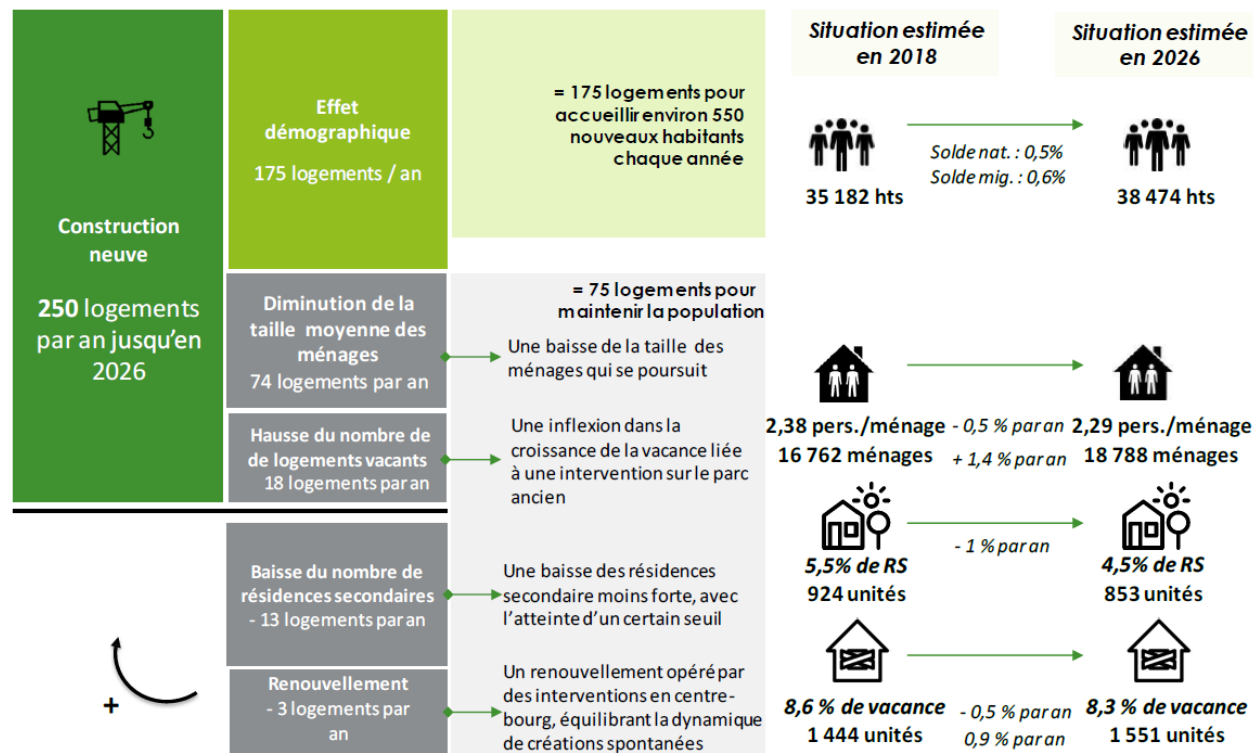 Construction
neuve
250 logements
par an jusqu'en
2026
Effet
démographique
175 logements / an
= 175 logements pour
accueillir environ 550
nouveaux habitants
chaque année
Situation estimée
en 2018
Situation estimée
en 2026
Solde nat. : 0,5%
Solde mig. : 0,6%
35 182 hts
38 474 hts
Diminution de la
taille moyenne des
ménages
74 logements par an
= 75 logements pour
maintenir la population
Une baisse de la taille des
ménages qui se poursuit
2,38 pers./ménage
16 762 ménages
- 0,5 % par an
+ 1,4 % par an
2,29 pers./ménage
18 788 ménages
Hausse du nombre de
de logements vacants
18 logements par an
Une inflexion dans la
croissance de la vacance liée
à une intervention sur le parc
ancien
Baisse du nombre de
résidences secondaires
- 13 logements par an
Une baisse des résidences
secondaire moins forte, avec
l'atteinte d'un certain seuil
5,5% de RS
924 unités
- 1 % par an
4,5% de RS
853 unités
+
Renouvellement
- 3 logements par
an
Un renouvellement opéré par
des interventions en centre-
bourg, équilibrant la dynamique
de créations spontanées
8,6 % de vacance
1 444 unités
- 0,5 % par an
0,9 % par an
8,3 % de vacance
1 551 unités